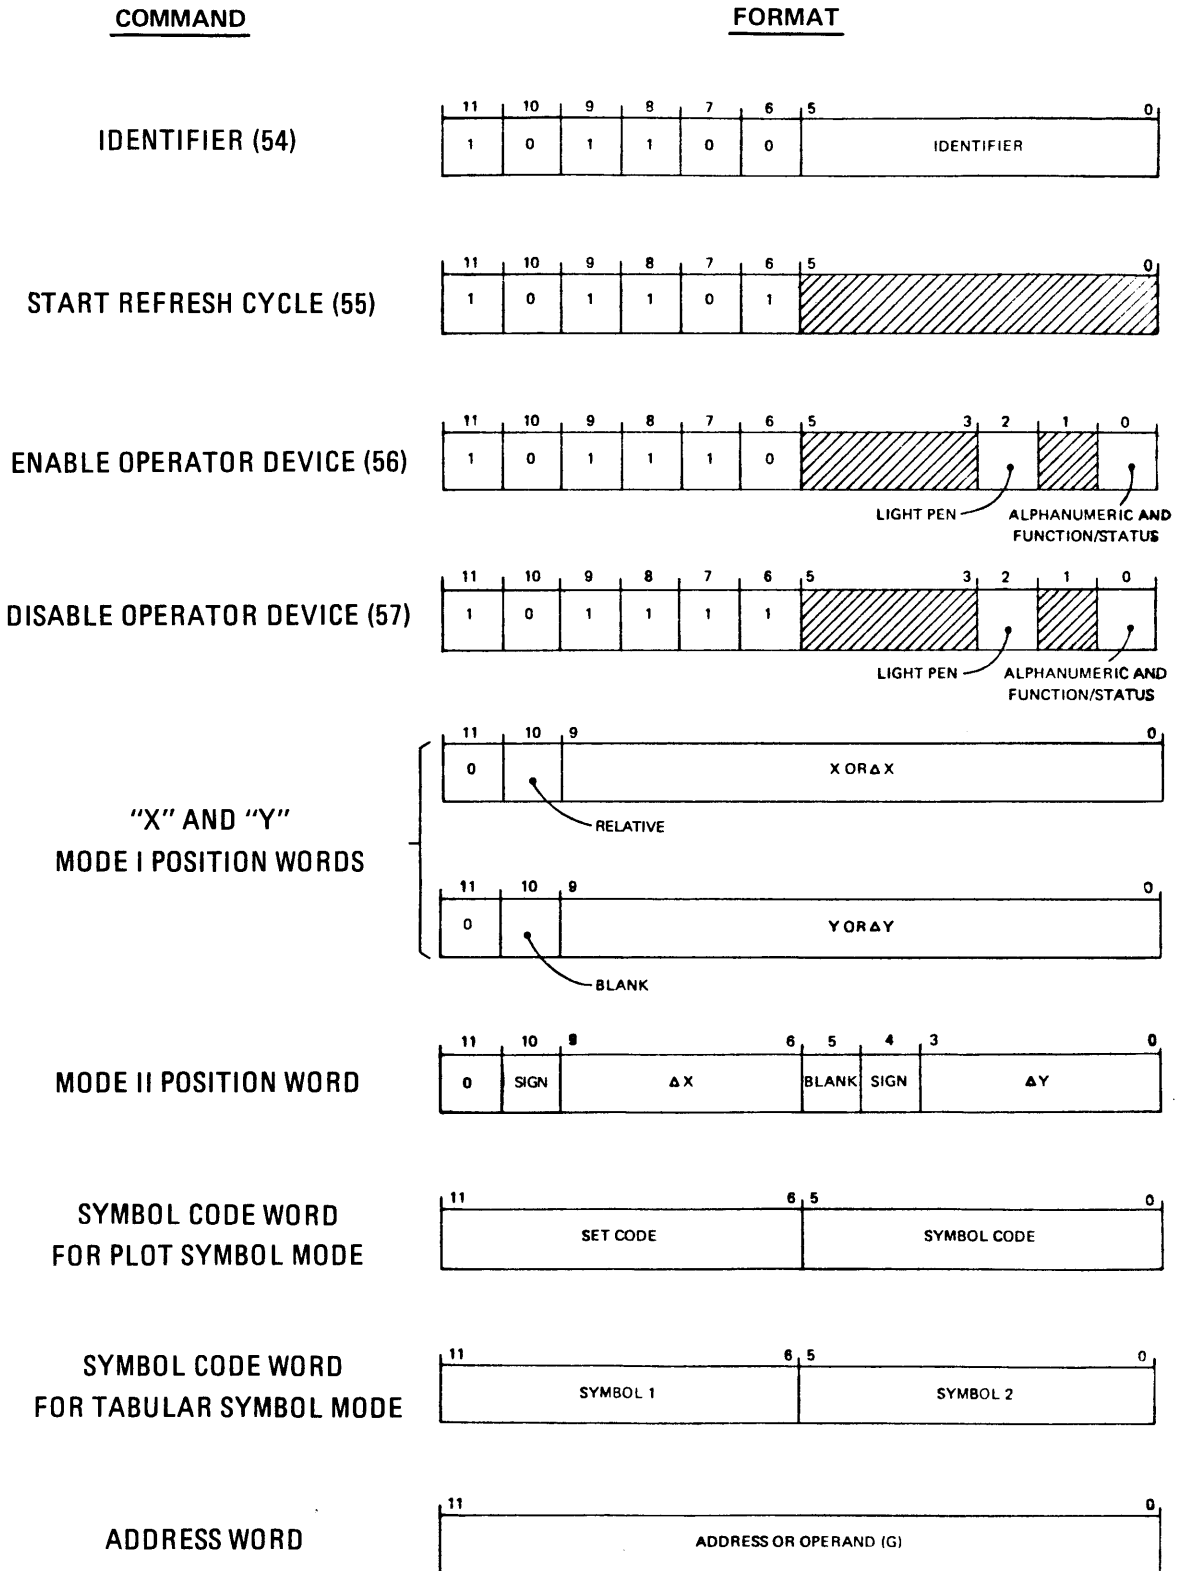 COMMAND FORMAT
11 10 9 8 7 6 5 0
IDENTIFIER (54) 1 0 1 1 0 0 IDENTIFIER
11 10 9 8 7 6 5 0
START REFRESH CYCLE (55) 1 0 1 1 0 1
11 10 9 8 7 6 5 3 2 1 0
ENABLE OPERATOR DEVICE (56) 1 0 1 1 1 0
LIGHT PEN ALPHANUMERIC AND
FUNCTION/STATUS
11 10 9 8 7 6 5 3 2 1 0
DISABLE OPERATOR DEVICE (57) 1 0 1 1 1 1
LIGHT PEN ALPHANUMERIC AND
FUNCTION/STATUS
11 10 9 0
0 X OR Δ X
"X" AND "Y"
RELATIVE
MODE I POSITION WORDS
11 10 9 0
0 Y OR Δ Y
BLANK
11 10 9 6 5 4 3 0
MODE II POSITION WORD 0 SIGN Δ X BLANK SIGN Δ Y
11 6 5 0
SYMBOL CODE WORD
SET CODE SYMBOL CODE
FOR PLOT SYMBOL MODE
11 6 5 0
SYMBOL CODE WORD
SYMBOL 1 SYMBOL 2
FOR TABULAR SYMBOL MODE
11 0
ADDRESS WORD ADDRESS OR OPERAND (G)